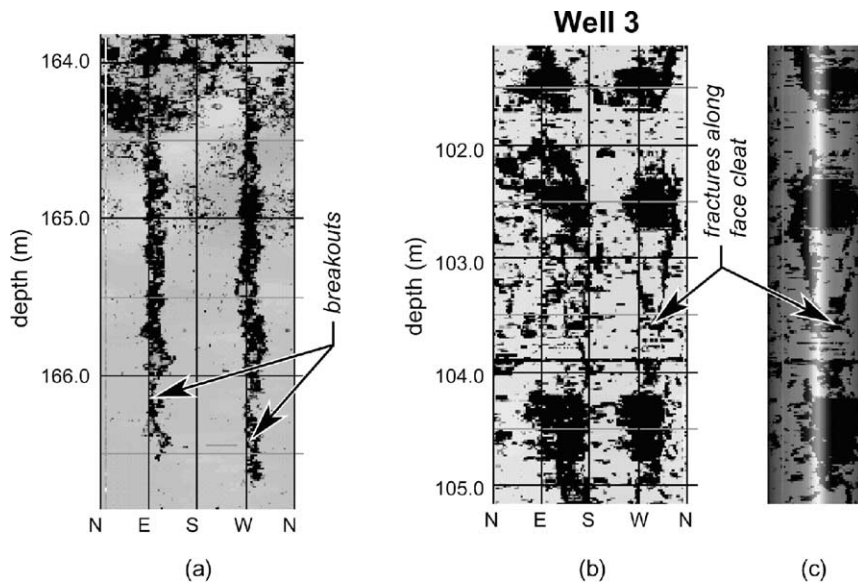 Well 3
164.0
165.0
166.0
depth (m)
breakouts
N E S W N
(a)
102.0
103.0
104.0
105.0
depth (m)
fractures along
face cleat
N E S W N
(b)
(c)